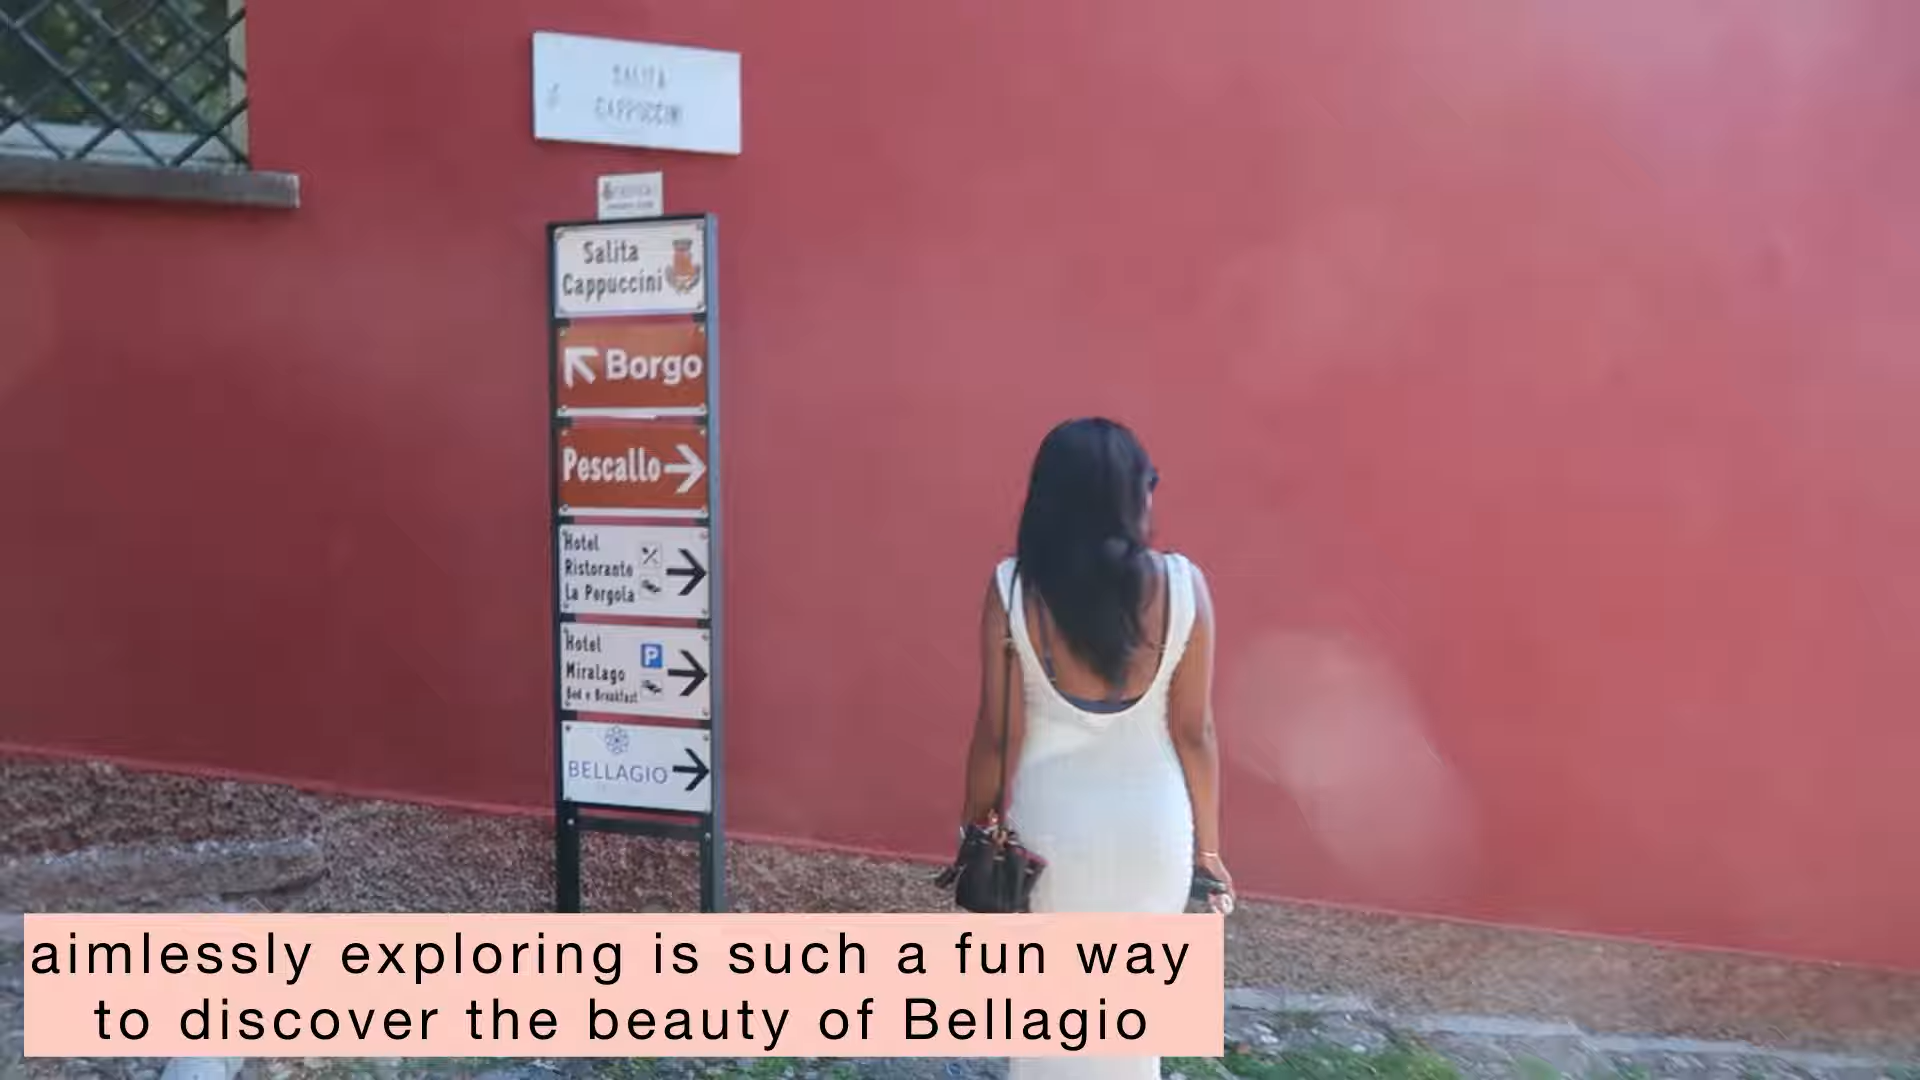 SALITA
CAPPUCCINI
Salita
Cappuccini
Borgo
Pescallo
Hotel
Ristorante
La Pergola
Hotel
P
Miralago
Bed e Breakfast
BELLAGIO
aimlessly exploring is such a fun way
to discover the beauty of Bellagio